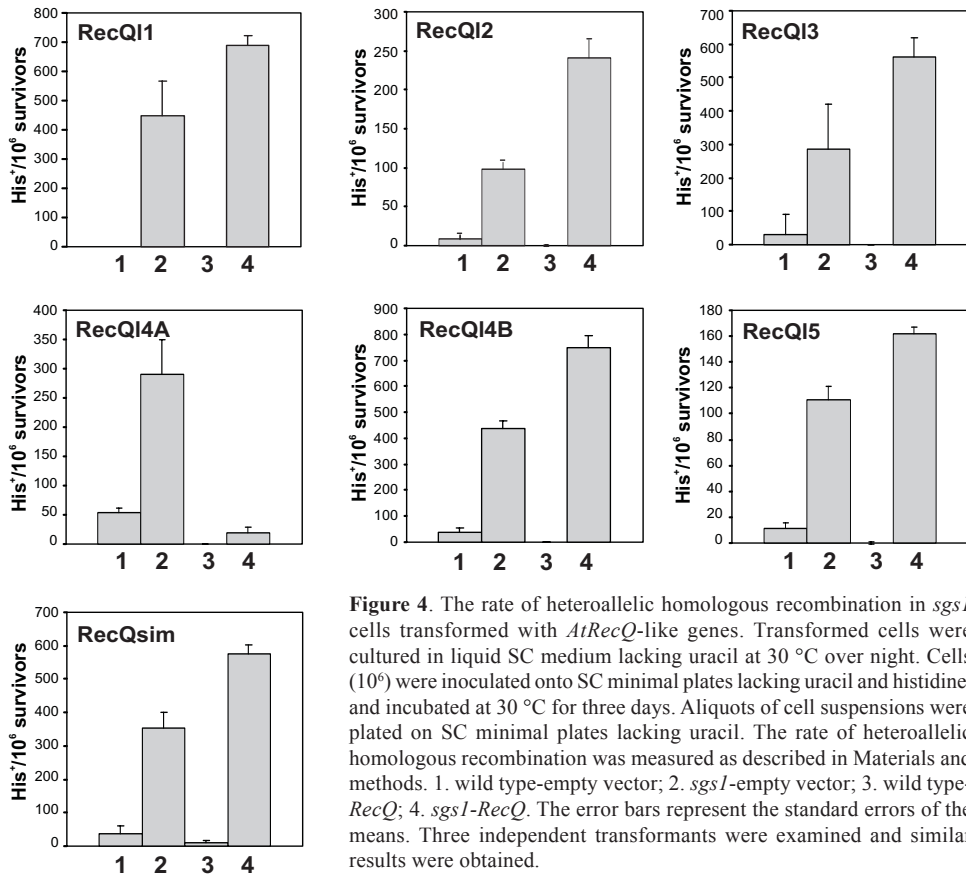 RecQl1
His⁺/10⁶ survivors
800
700
600
500
400
300
200
100
0
1 2 3 4
RecQl2
His⁺/10⁶ survivors
300
250
200
150
100
50
0
1 2 3 4
RecQl3
His⁺/10⁶ survivors
700
600
500
400
300
200
100
0
1 2 3 4
RecQl4A
His⁺/10⁶ survivors
400
350
300
250
200
150
100
50
0
1 2 3 4
RecQl4B
His⁺/10⁶ survivors
900
800
700
600
500
400
300
200
100
0
1 2 3 4
RecQl5
His⁺/10⁶ survivors
180
160
140
120
100
80
60
40
20
0
1 2 3 4
RecQsim
His⁺/10⁶ survivors
700
600
500
400
300
200
100
0
1 2 3 4
Figure 4. The rate of heteroallelic homologous recombination in sgs1
cells transformed with AtRecQ-like genes. Transformed cells were
cultured in liquid SC medium lacking uracil at 30 °C over night. Cells
(10⁶) were inoculated onto SC minimal plates lacking uracil and histidine
and incubated at 30 °C for three days. Aliquots of cell suspensions were
plated on SC minimal plates lacking uracil. The rate of heteroallelic
homologous recombination was measured as described in Materials and
methods. 1. wild type-empty vector; 2. sgs1-empty vector; 3. wild type-
RecQ; 4. sgs1-RecQ. The error bars represent the standard errors of the
means. Three independent transformants were examined and similar
results were obtained.